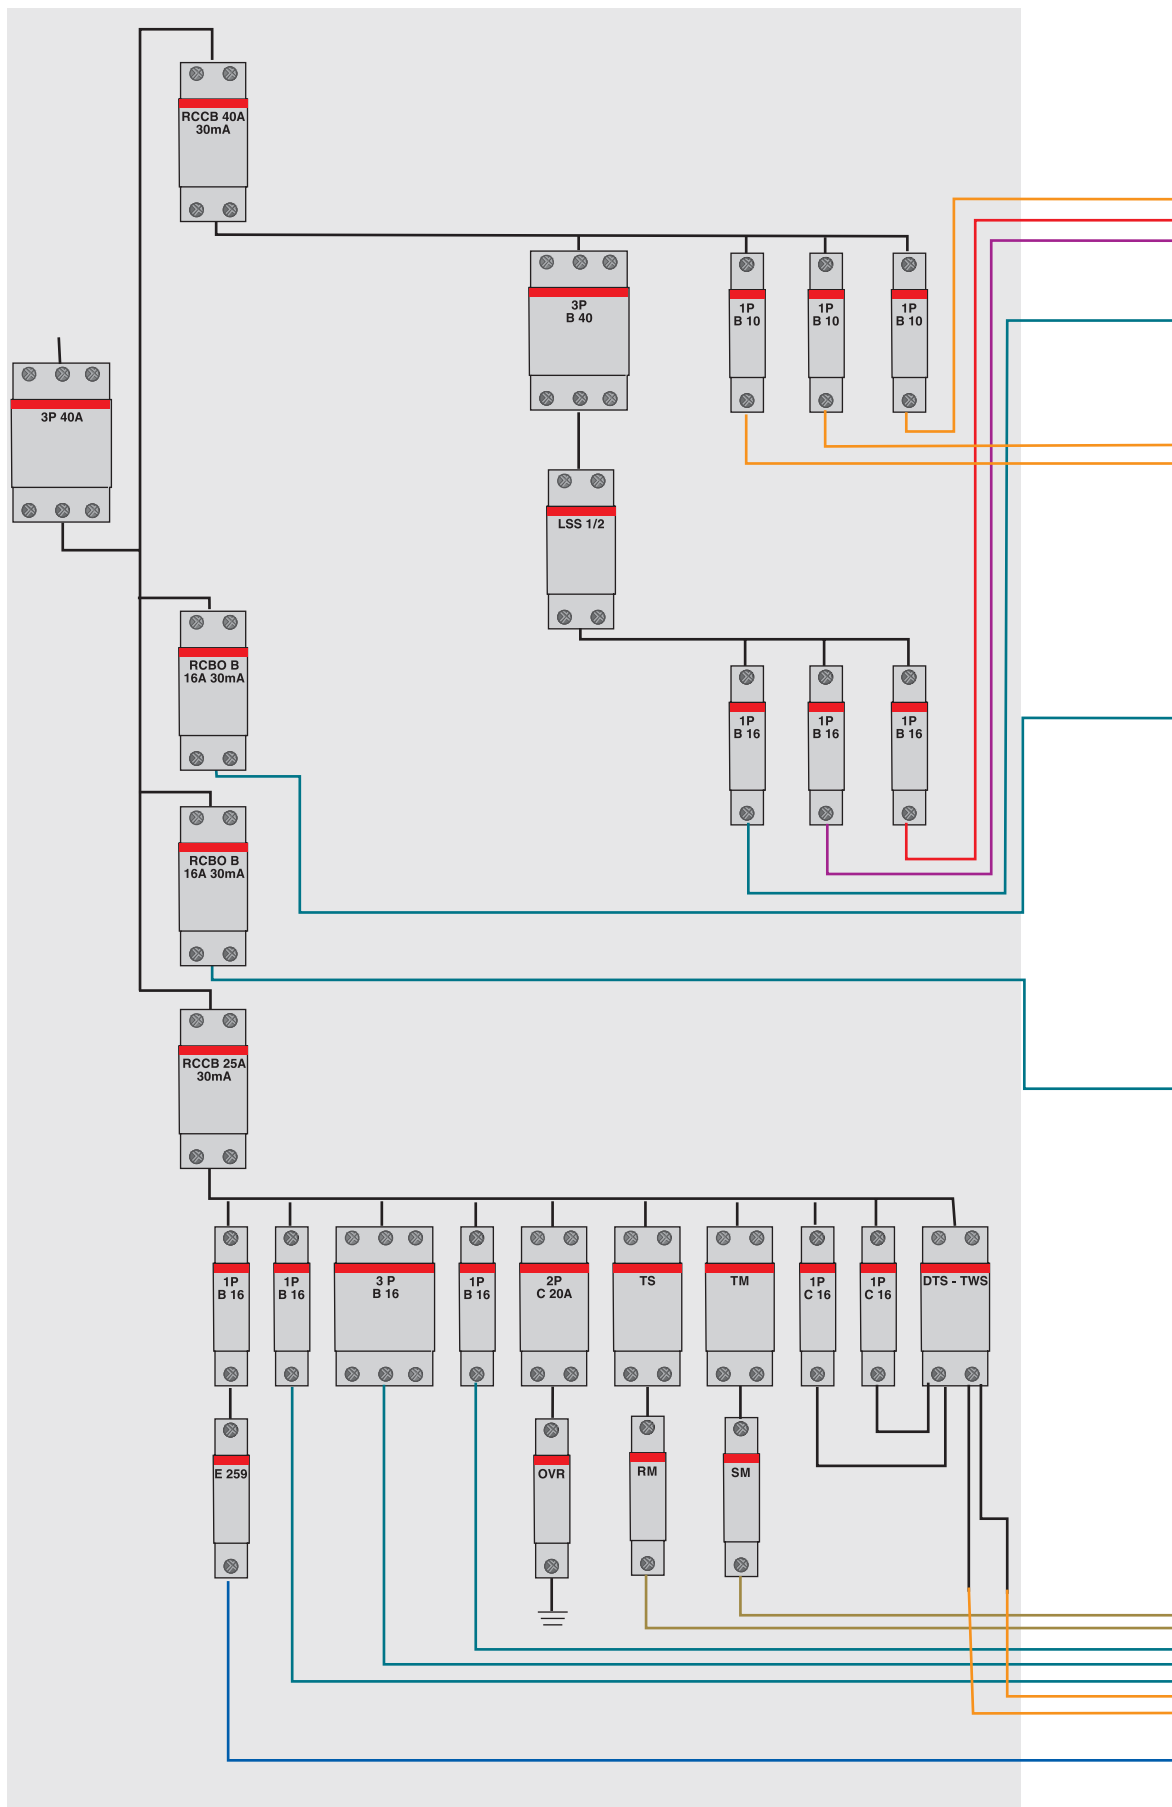 RCCB 40A
30mA
3P
B 40
1P
B 10
1P
B 10
1P
B 10
3P 40A
LSS 1/2
RCBO B
16A 30mA
1P
B 16
1P
B 16
1P
B 16
RCBO B
16A 30mA
RCCB 25A
30mA
1P
B 16
1P
B 16
3 P
B 16
1P
B 16
2P
C 20A
TS
TM
1P
C 16
1P
C 16
DTS - TWS
E 259
OVR
RM
SM